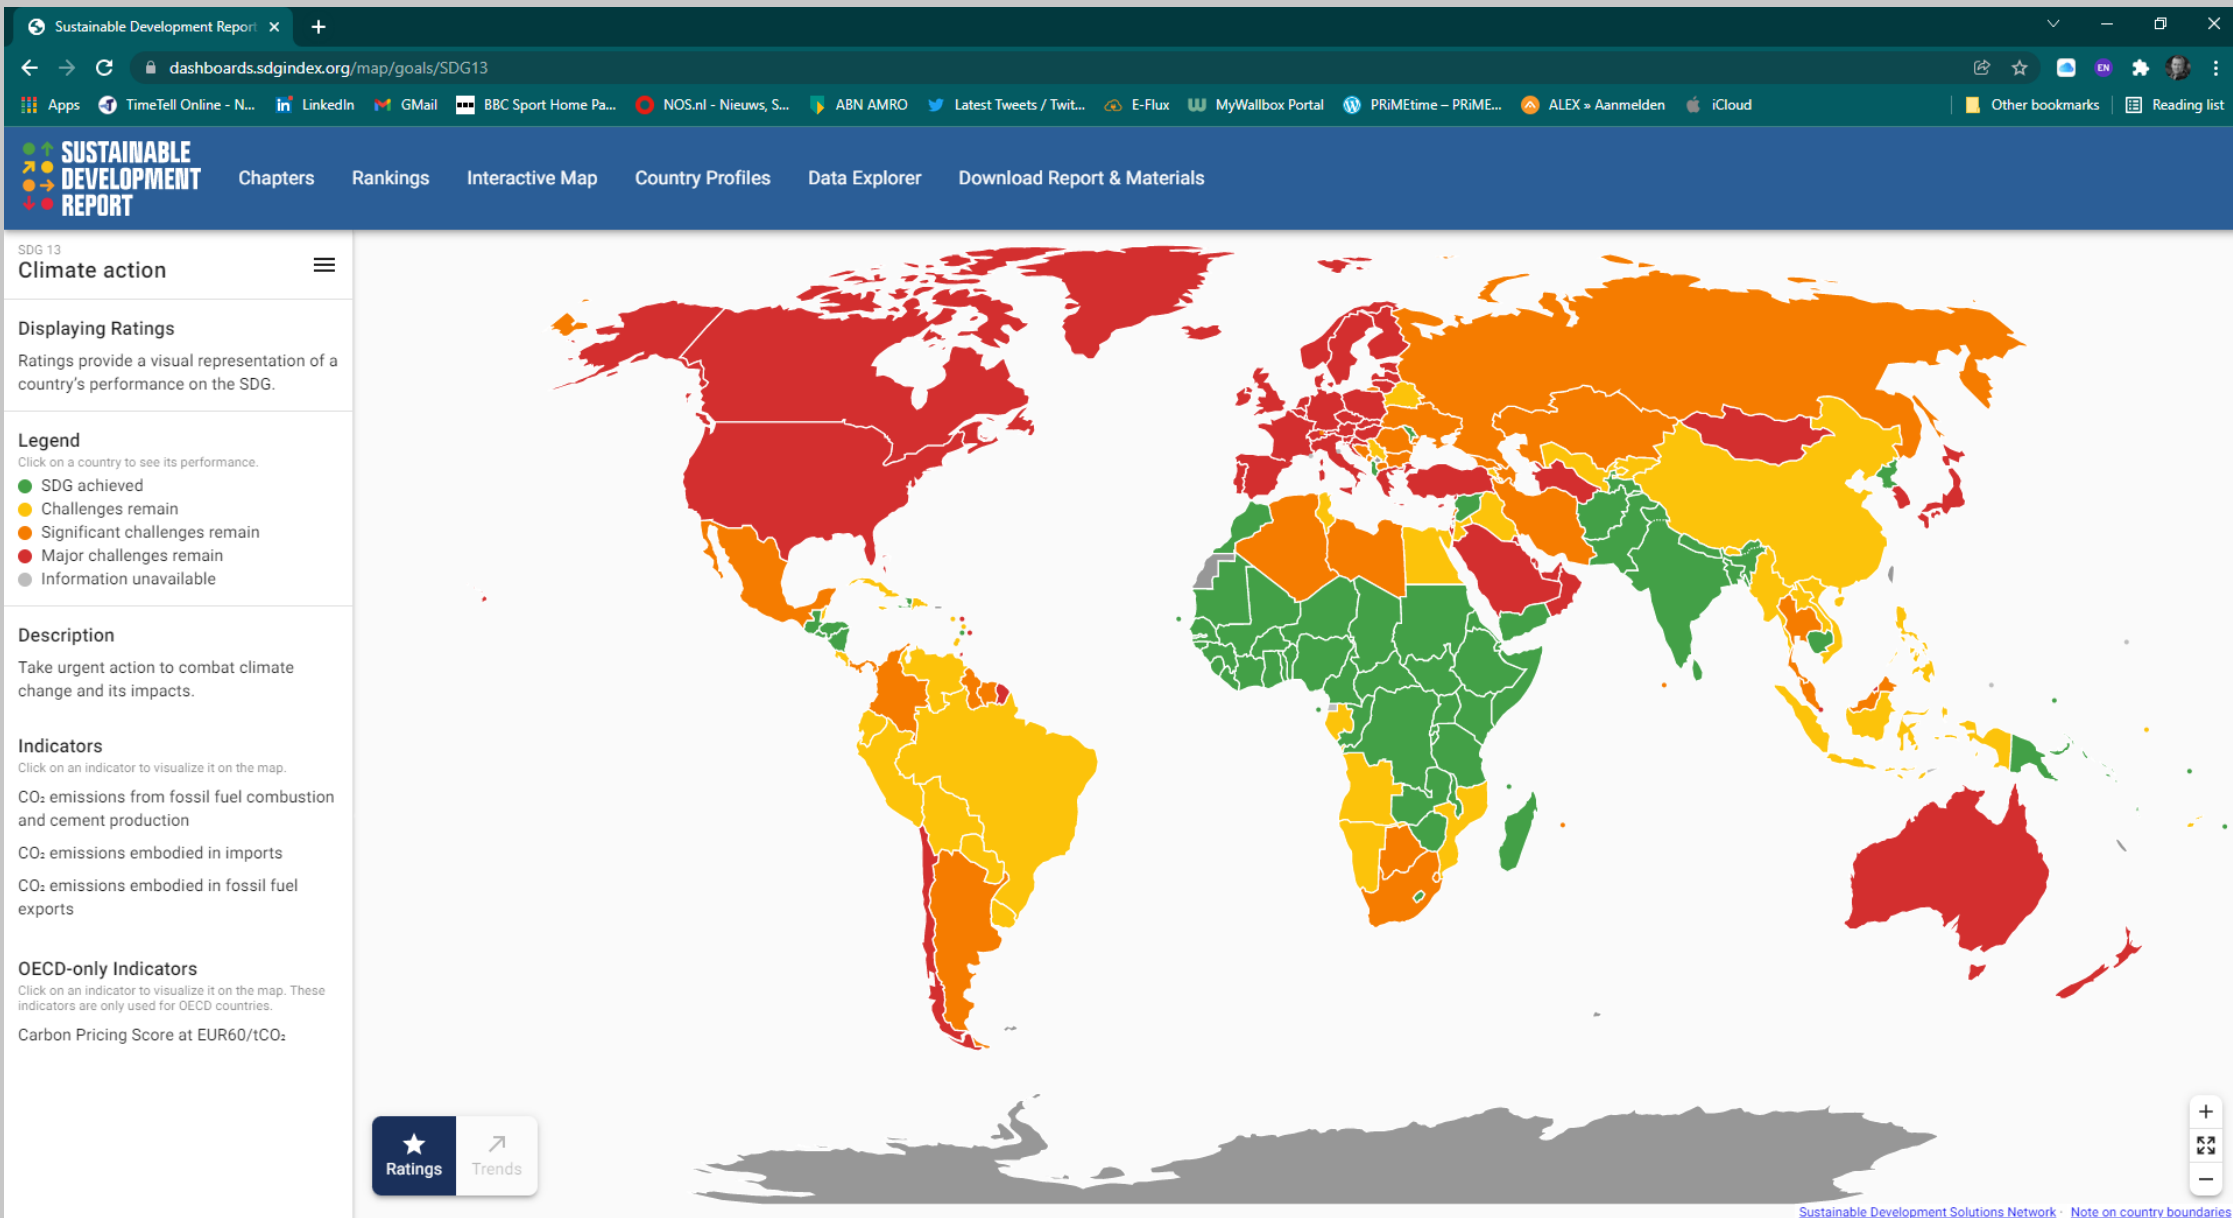 Sustainable Development Report
dashboards.sdgindex.org/map/goals/SDG13
EN
Apps
TimeTell Online - N...
LinkedIn
GMail
BBC Sport Home Pa...
NOS.nl - Nieuws, S...
ABN AMRO
Latest Tweets / Twit...
E-Flux
MyWallbox Portal
PRiMEtime – PRiME...
ALEX » Aanmelden
iCloud
Other bookmarks
Reading list
SUSTAINABLE
DEVELOPMENT
REPORT
Chapters
Rankings
Interactive Map
Country Profiles
Data Explorer
Download Report & Materials
SDG 13
Climate action
Displaying Ratings
Ratings provide a visual representation of a
country's performance on the SDG.
Legend
Click on a country to see its performance.
SDG achieved
Challenges remain
Significant challenges remain
Major challenges remain
Information unavailable
Description
Take urgent action to combat climate
change and its impacts.
Indicators
Click on an indicator to visualize it on the map.
CO₂ emissions from fossil fuel combustion
and cement production
CO₂ emissions embodied in imports
CO₂ emissions embodied in fossil fuel
exports
OECD-only Indicators
Click on an indicator to visualize it on the map. These
indicators are only used for OECD countries.
Carbon Pricing Score at EUR60/tCO₂
Ratings
Trends
Sustainable Development Solutions Network · Note on country boundaries